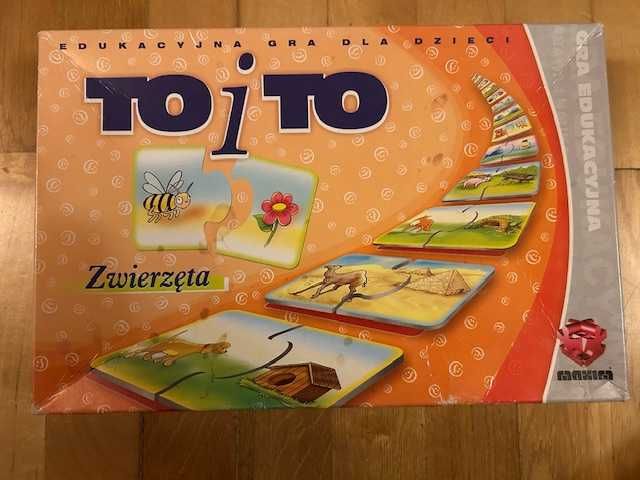 EDUKACYJNA GRA DLA DZIECI
TO i TO
Zwierzęta
GRA EDUKACYJNA
MAXIM